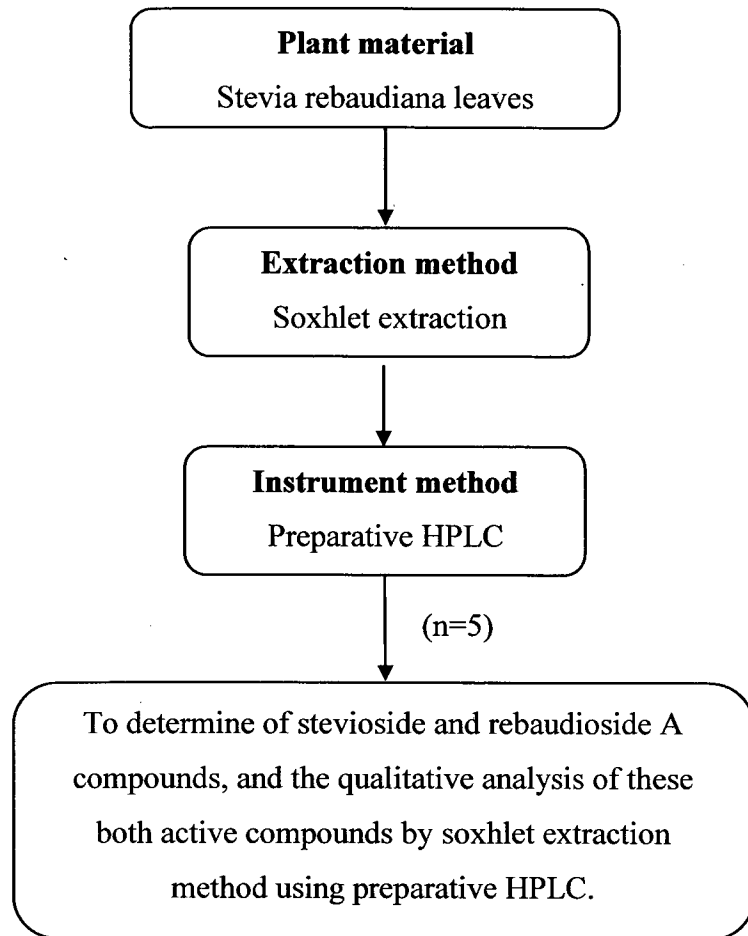 Plant material
Stevia rebaudiana leaves
Extraction method
Soxhlet extraction
Instrument method
Preparative HPLC
(n=5)
To determine of stevioside and rebaudioside A
compounds, and the qualitative analysis of these
both active compounds by soxhlet extraction
method using preparative HPLC.